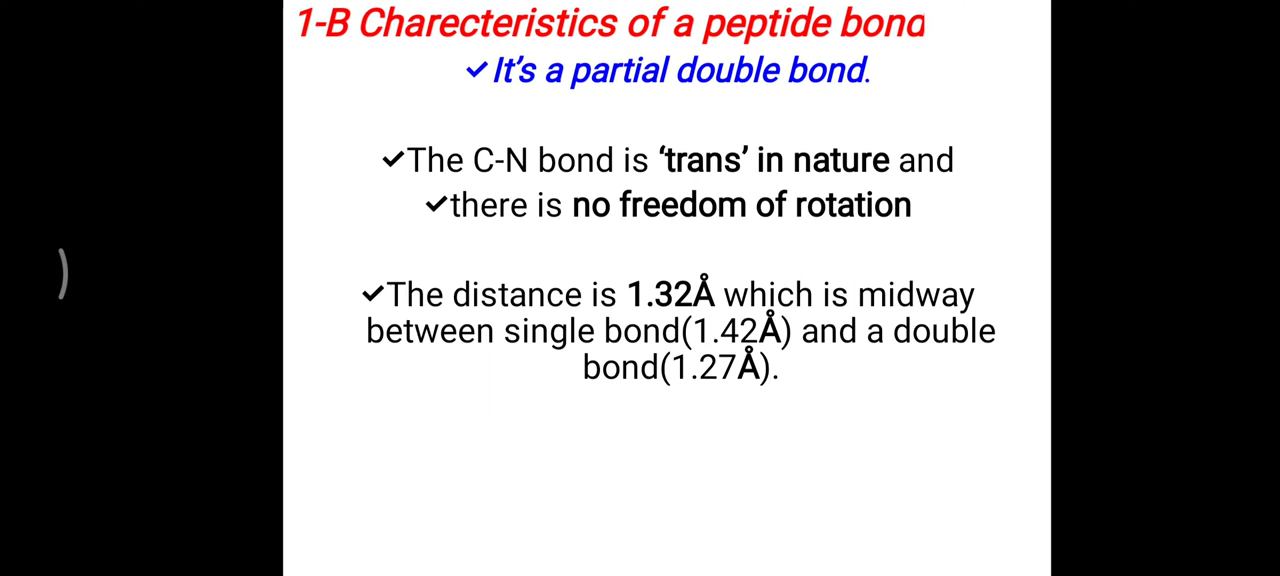 1-B Charecteristics of a peptide bond
✓It's a partial double bond.
✓The C-N bond is ‘trans’ in nature and
✓there is no freedom of rotation
✓The distance is 1.32Å which is midway
between single bond(1.42Å) and a double
bond(1.27Å).